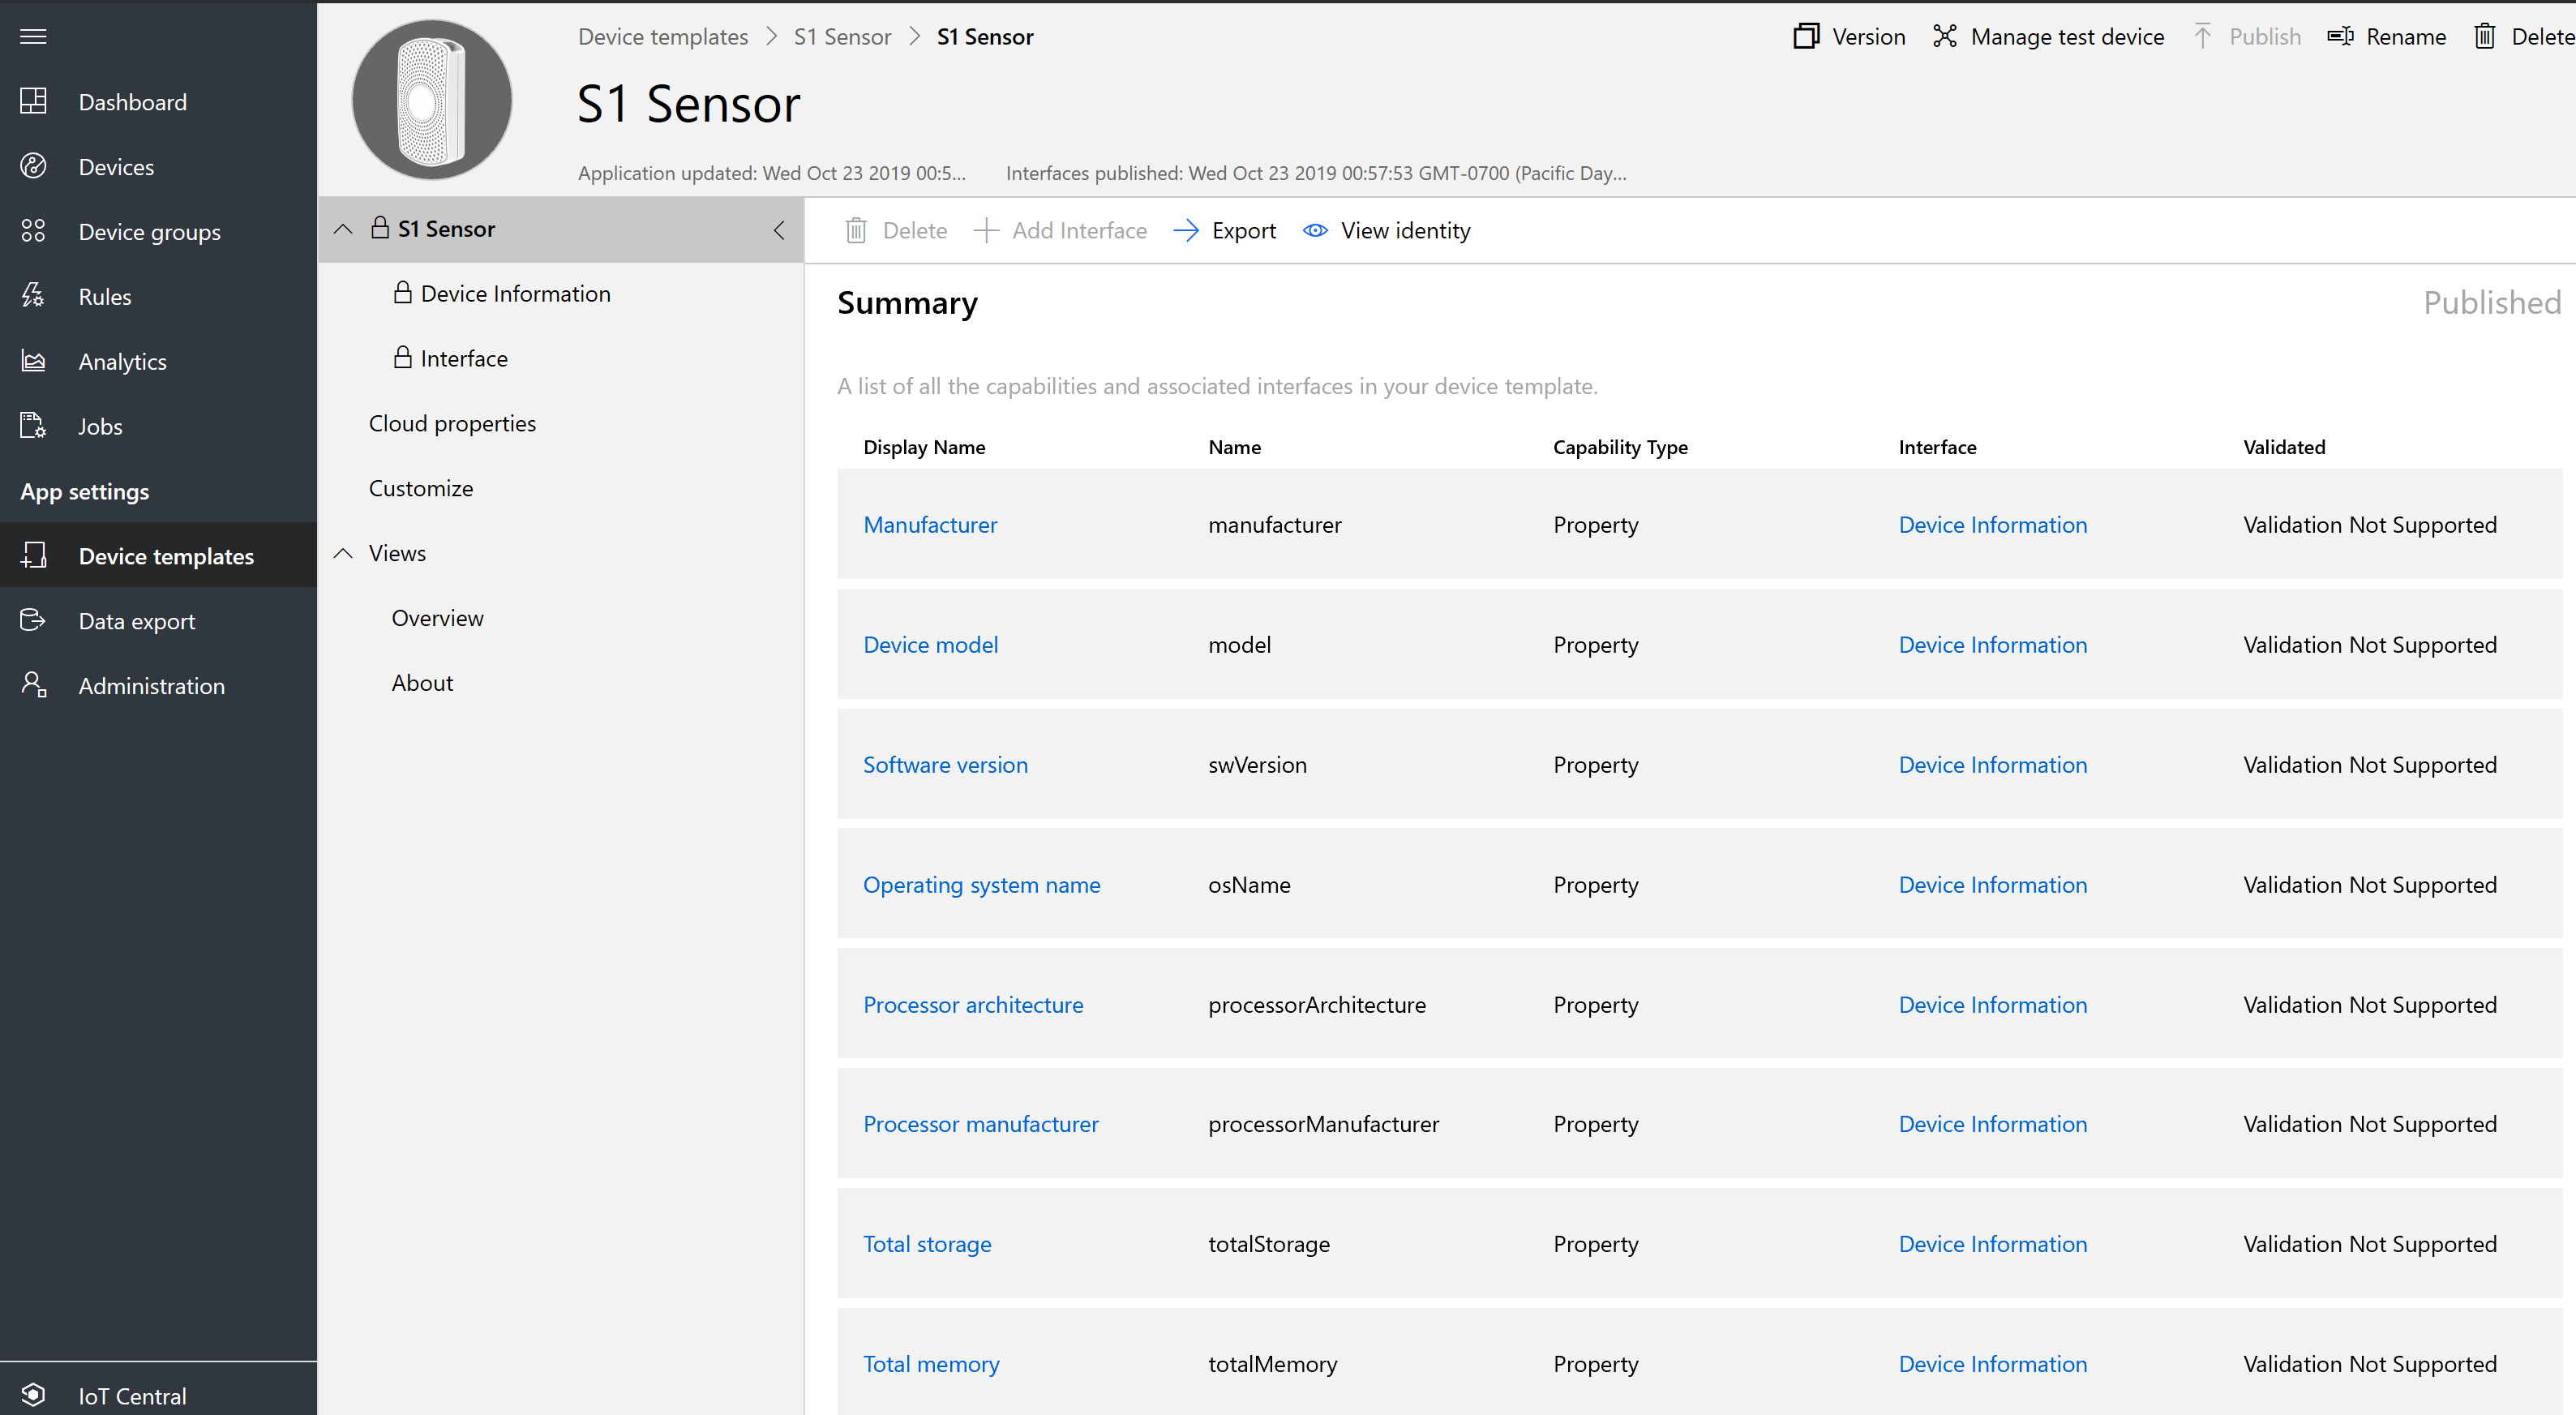 Dashboard
Devices
Device groups
Rules
Analytics
Jobs
App settings
Device templates
Data export
Administration
IoT Central
Device templates > S1 Sensor > S1 Sensor
Version
Manage test device
Publish
Rename
Delete
S1 Sensor
Application updated: Wed Oct 23 2019 00:5...
Interfaces published: Wed Oct 23 2019 00:57:53 GMT-0700 (Pacific Day...
S1 Sensor
Device Information
Interface
Cloud properties
Customize
Views
Overview
About
Delete
Add Interface
Export
View identity
Summary
Published
A list of all the capabilities and associated interfaces in your device template.
Display Name Name Capability Type Interface Validated
Manufacturer manufacturer Property Device Information Validation Not Supported
Device model model Property Device Information Validation Not Supported
Software version swVersion Property Device Information Validation Not Supported
Operating system name osName Property Device Information Validation Not Supported
Processor architecture processorArchitecture Property Device Information Validation Not Supported
Processor manufacturer processorManufacturer Property Device Information Validation Not Supported
Total storage totalStorage Property Device Information Validation Not Supported
Total memory totalMemory Property Device Information Validation Not Supported